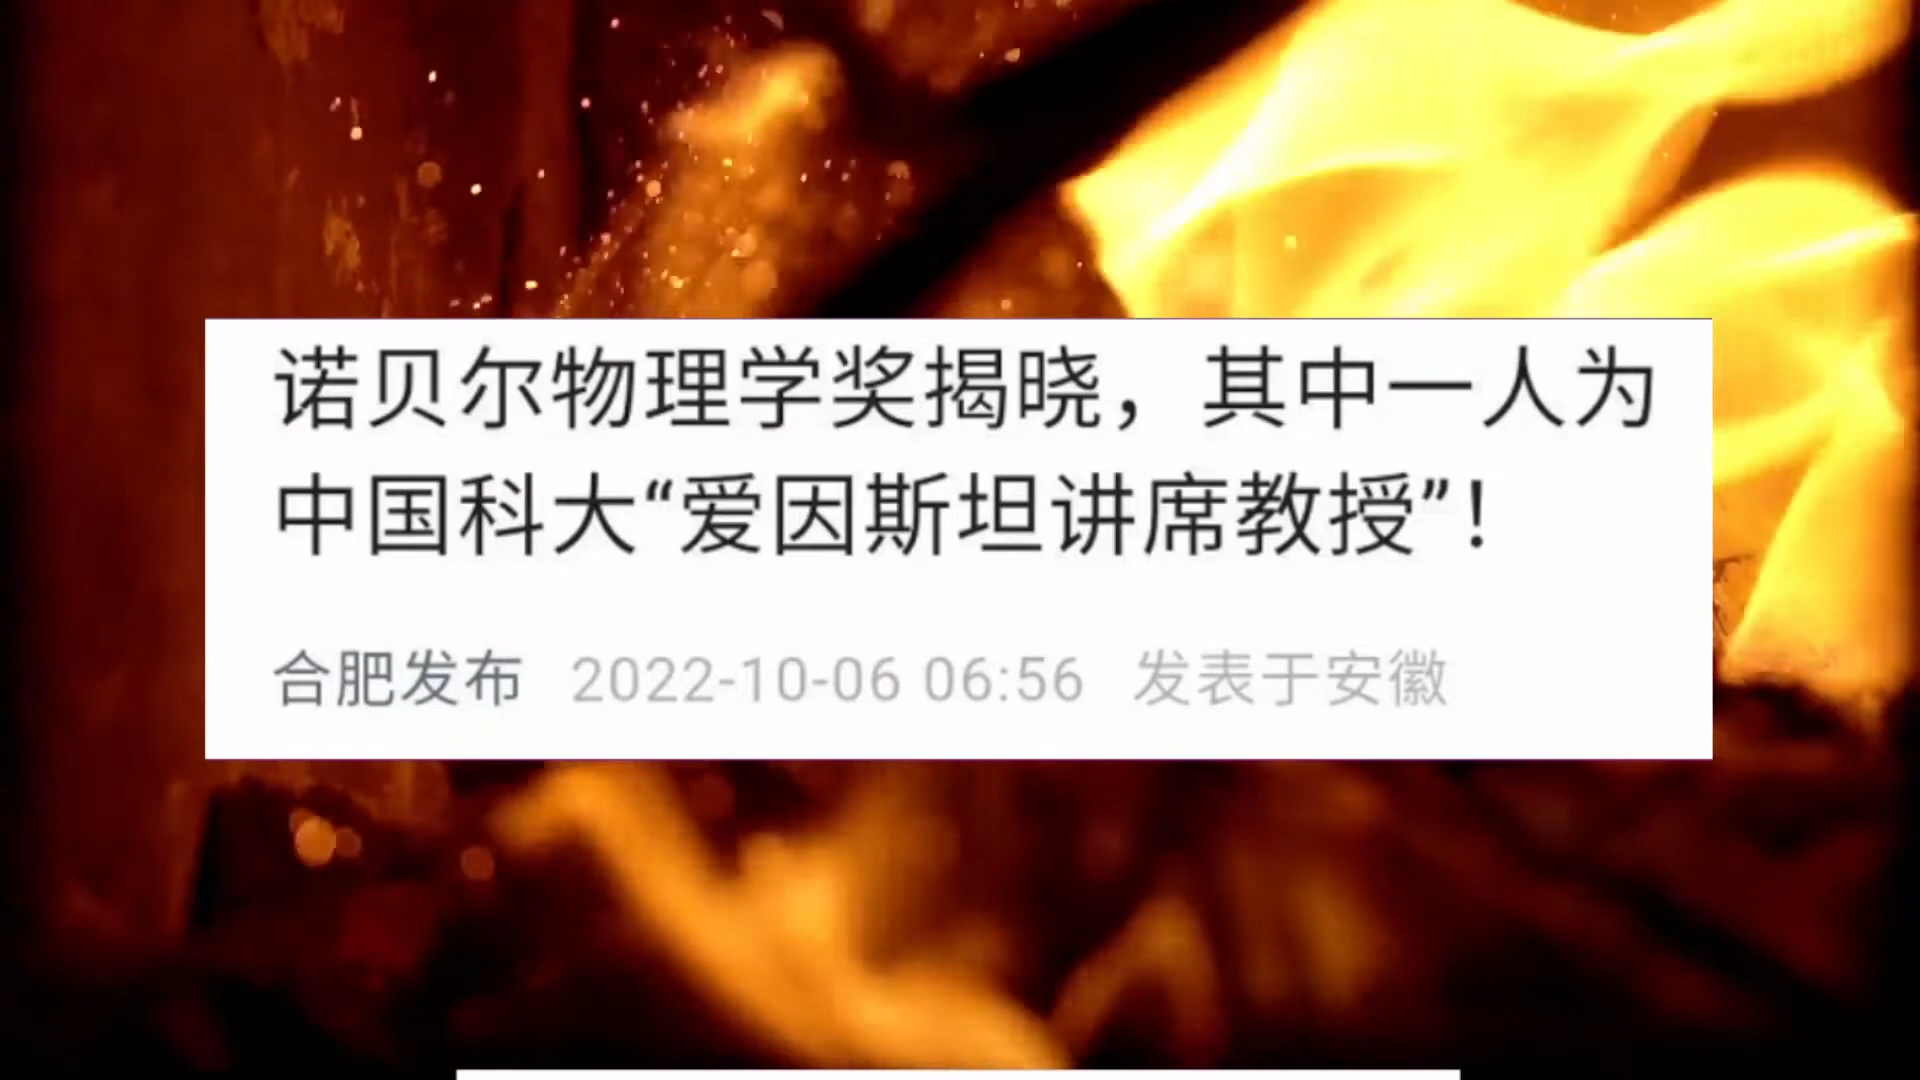 诺贝尔物理学奖揭晓，其中一人为
中国科大“爱因斯坦讲席教授”！
合肥发布 2022-10-06 06:56 发表于安徽